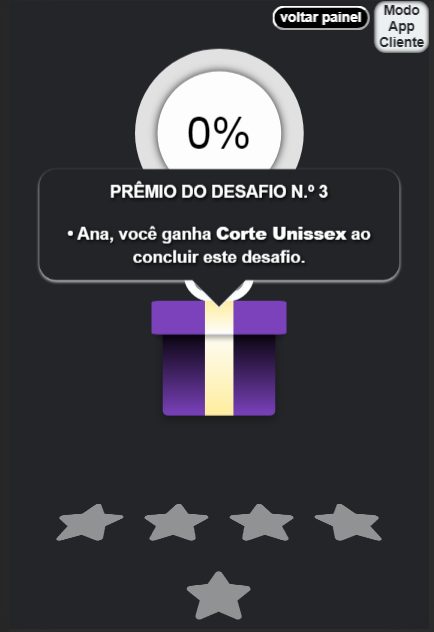 voltar painel
Modo
App
Cliente
0%
PRÊMIO DO DESAFIO N.º 3
• Ana, você ganha Corte Unissex ao
concluir este desafio.